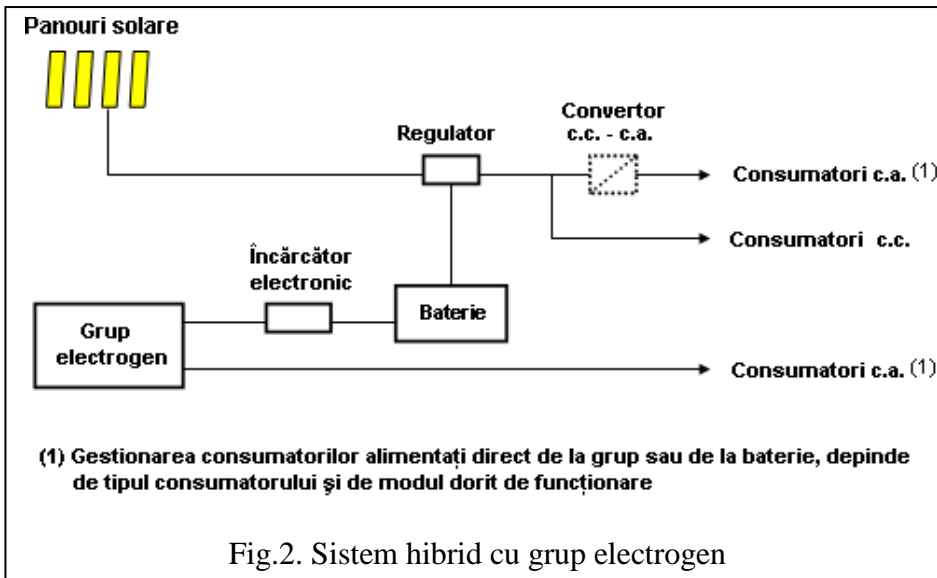 Panouri solare
Convertor
c.c. - c.a.
Regulator
Consumatori c.a. (1)
Consumatori c.c.
Încărcător
electronic
Baterie
Grup
electrogen
Consumatori c.a. (1)
(1) Gestionarea consumatorilor alimentați direct de la grup sau de la baterie, depinde
de tipul consumatorului şi de modul dorit de funcționare
Fig.2. Sistem hibrid cu grup electrogen